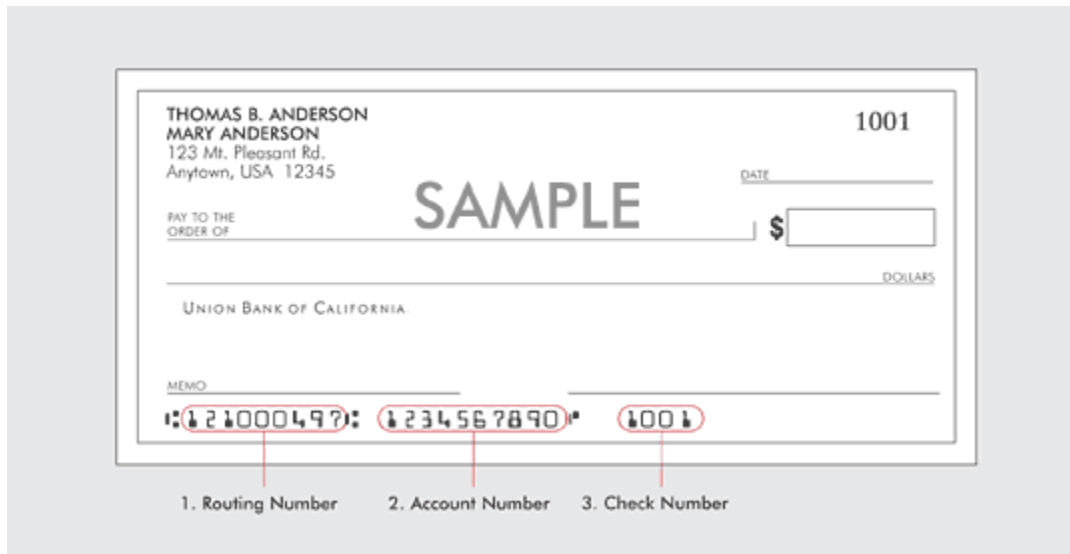 THOMAS B. ANDERSON
MARY ANDERSON
123 Mt. Pleasant Rd.
Anytown, USA 12345
1001
DATE
SAMPLE
PAY TO THE
ORDER OF
$
DOLLARS
UNION BANK OF CALIFORNIA
MEMO
⑆121000497⑆ 1234567890⑈ 1001
1. Routing Number 2. Account Number 3. Check Number